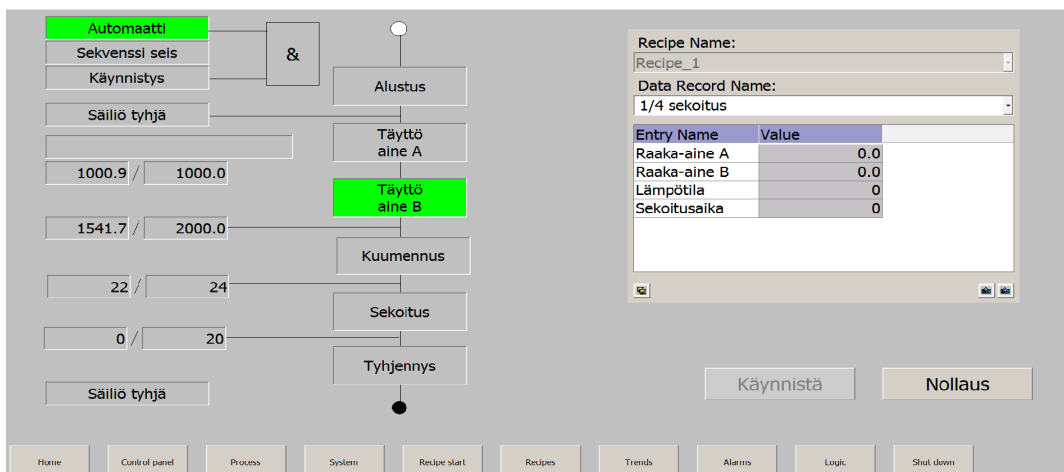 Automaatti
Sekvenssi seis
Käynnistys
&
Säiliö tyhjä
1000.9 / 1000.0
1541.7 / 2000.0
22 / 24
0 / 20
Säiliö tyhjä
Alustus
Täyttö
aine A
Täyttö
aine B
Kuumennus
Sekoitus
Tyhjennys
Recipe Name:
Recipe_1
Data Record Name:
1/4 sekoitus
Entry Name Value
Raaka-aine A 0.0
Raaka-aine B 0.0
Lämpötila 0
Sekoitusaika 0
Käynnistä Nollaus
Home Control panel Process System Recipe start Recipes Trends Alarms Logic Shut down